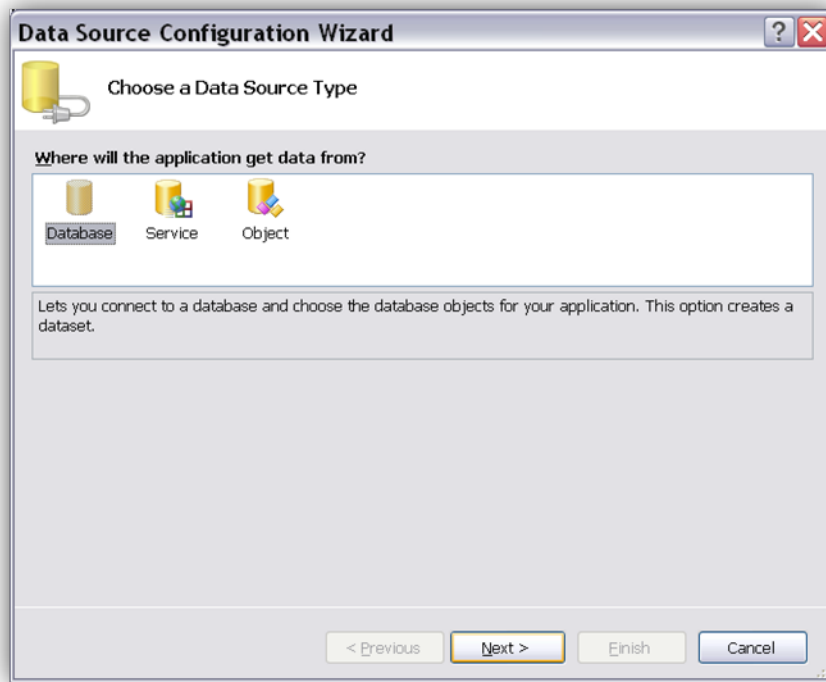 Data Source Configuration Wizard
Choose a Data Source Type
Where will the application get data from?
Database Service Object
Lets you connect to a database and choose the database objects for your application. This option creates a
dataset.
< Previous Next > Finish Cancel